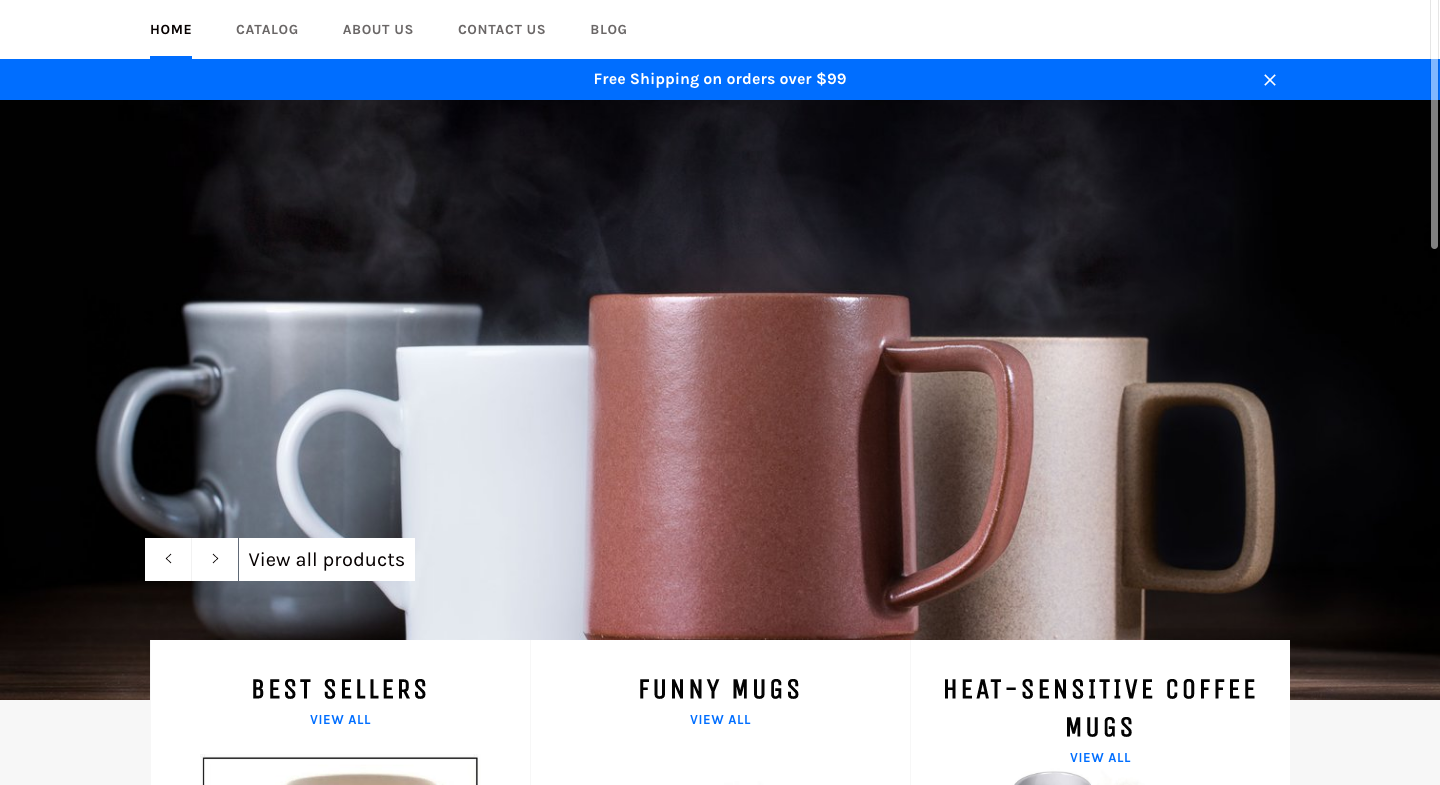 HOME CATALOG ABOUT US CONTACT US BLOG
Free Shipping on orders over $99
View all products
BEST SELLERS
VIEW ALL
FUNNY MUGS
VIEW ALL
HEAT-SENSITIVE COFFEE
MUGS
VIEW ALL